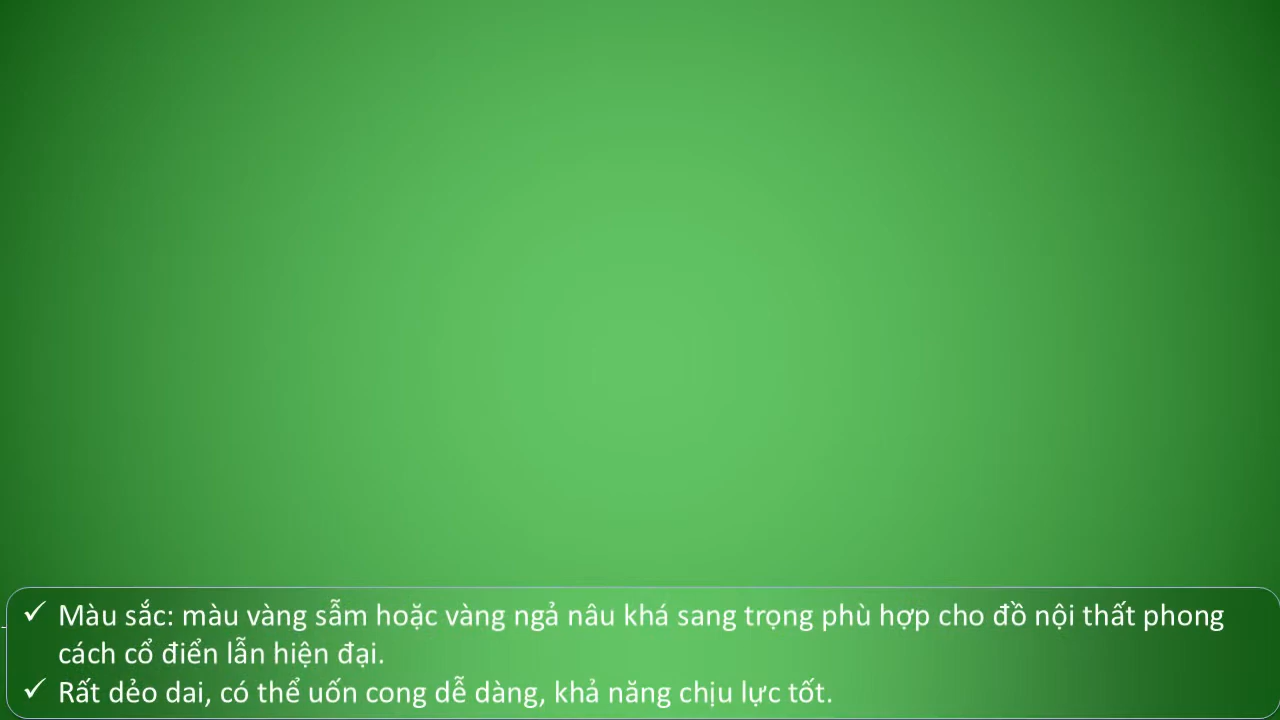 ✓ Màu sắc: màu vàng sẫm hoặc vàng ngả nâu khá sang trọng phù hợp cho đồ nội thất phong
cách cổ điển lẫn hiện đại.
✓ Rất dẻo dai, có thể uốn cong dễ dàng, khả năng chịu lực tốt.